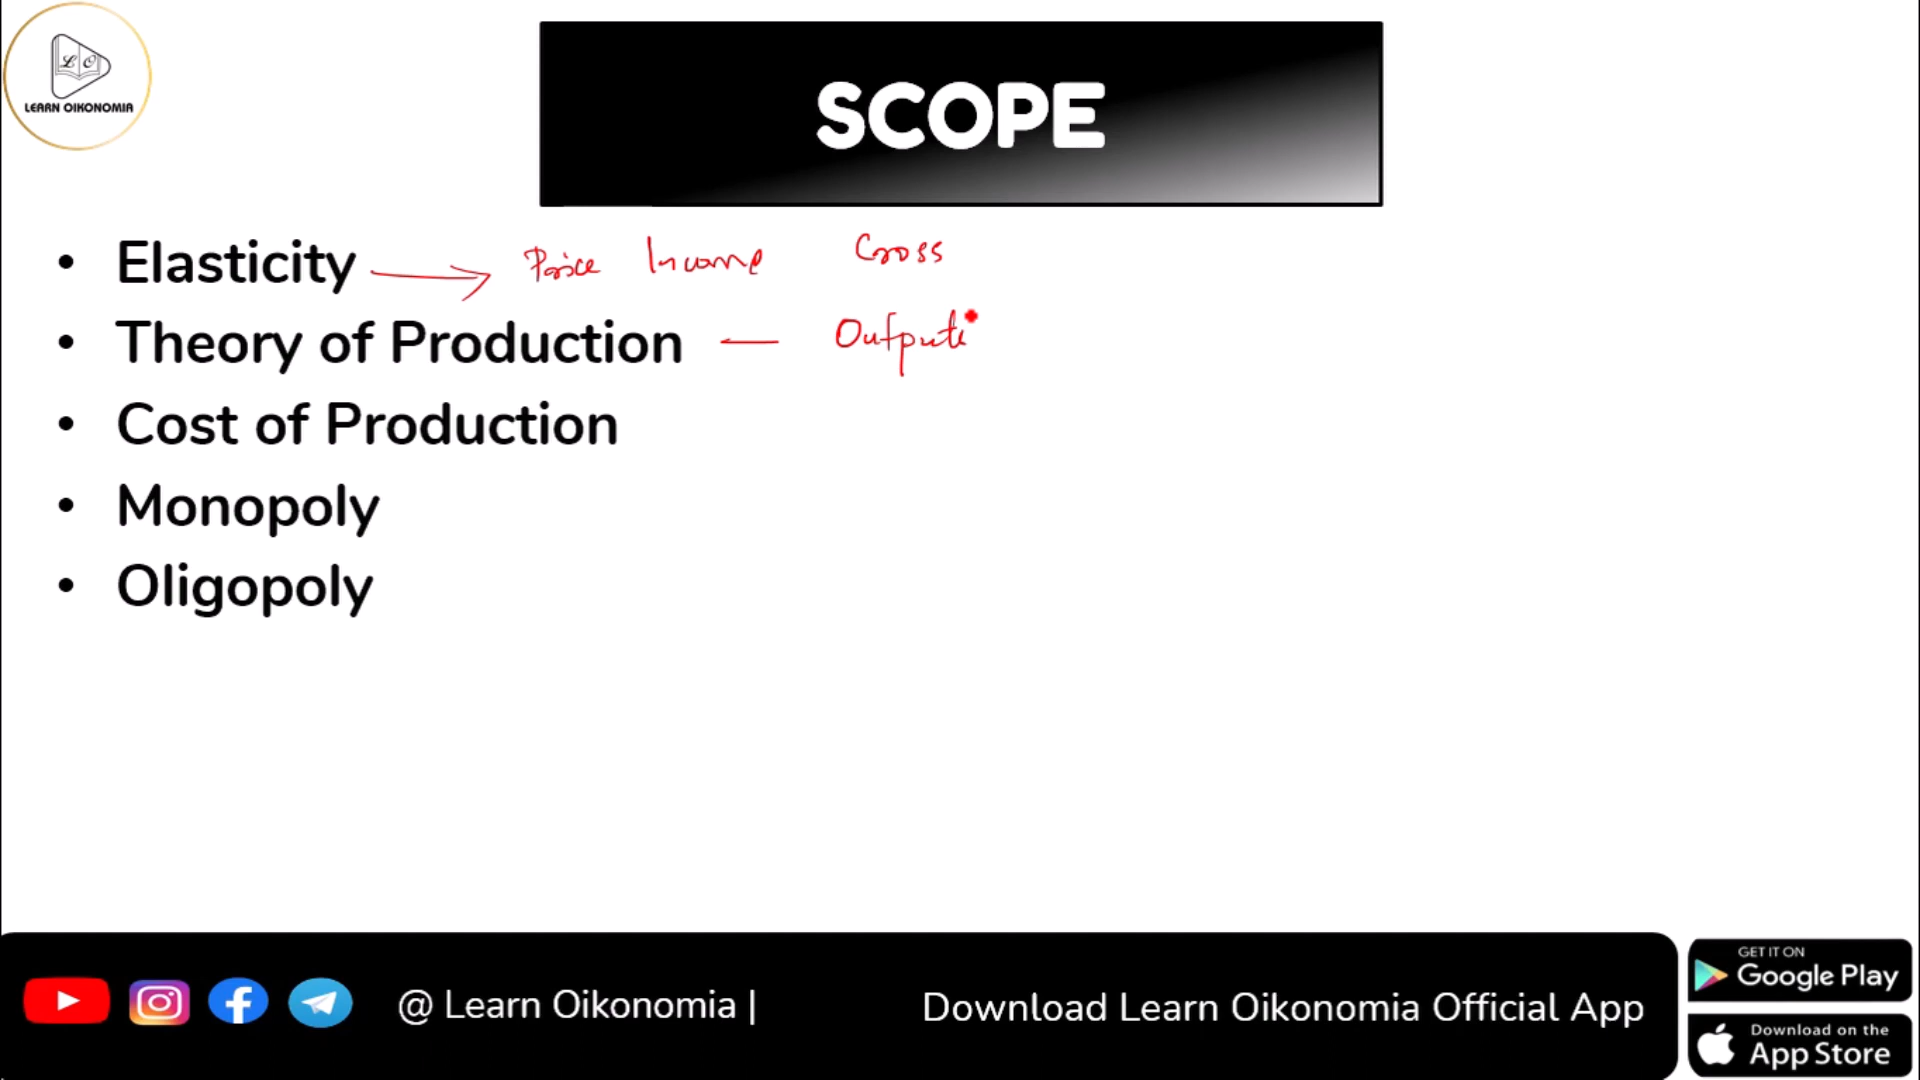 L O
LEARN OIKONOMIA
SCOPE
• Elasticity → Price Income Cross
• Theory of Production — Output
• Cost of Production
• Monopoly
• Oligopoly
@ Learn Oikonomia |
Download Learn Oikonomia Official App
GET IT ON
Google Play
Download on the
App Store